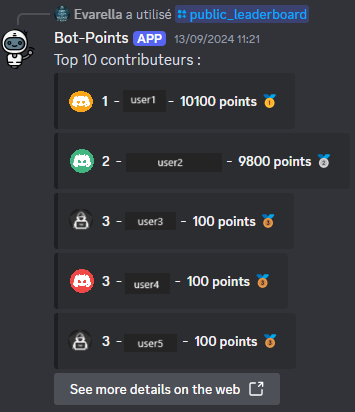 Evarella a utilisé public_leaderboard
Bot-Points APP 13/09/2024 11:21
Top 10 contributeurs :
1 - user1 - 10100 points
2 - user2 - 9800 points
3 - user3 - 100 points
3 - user4 - 100 points
3 - user5 - 100 points
See more details on the web